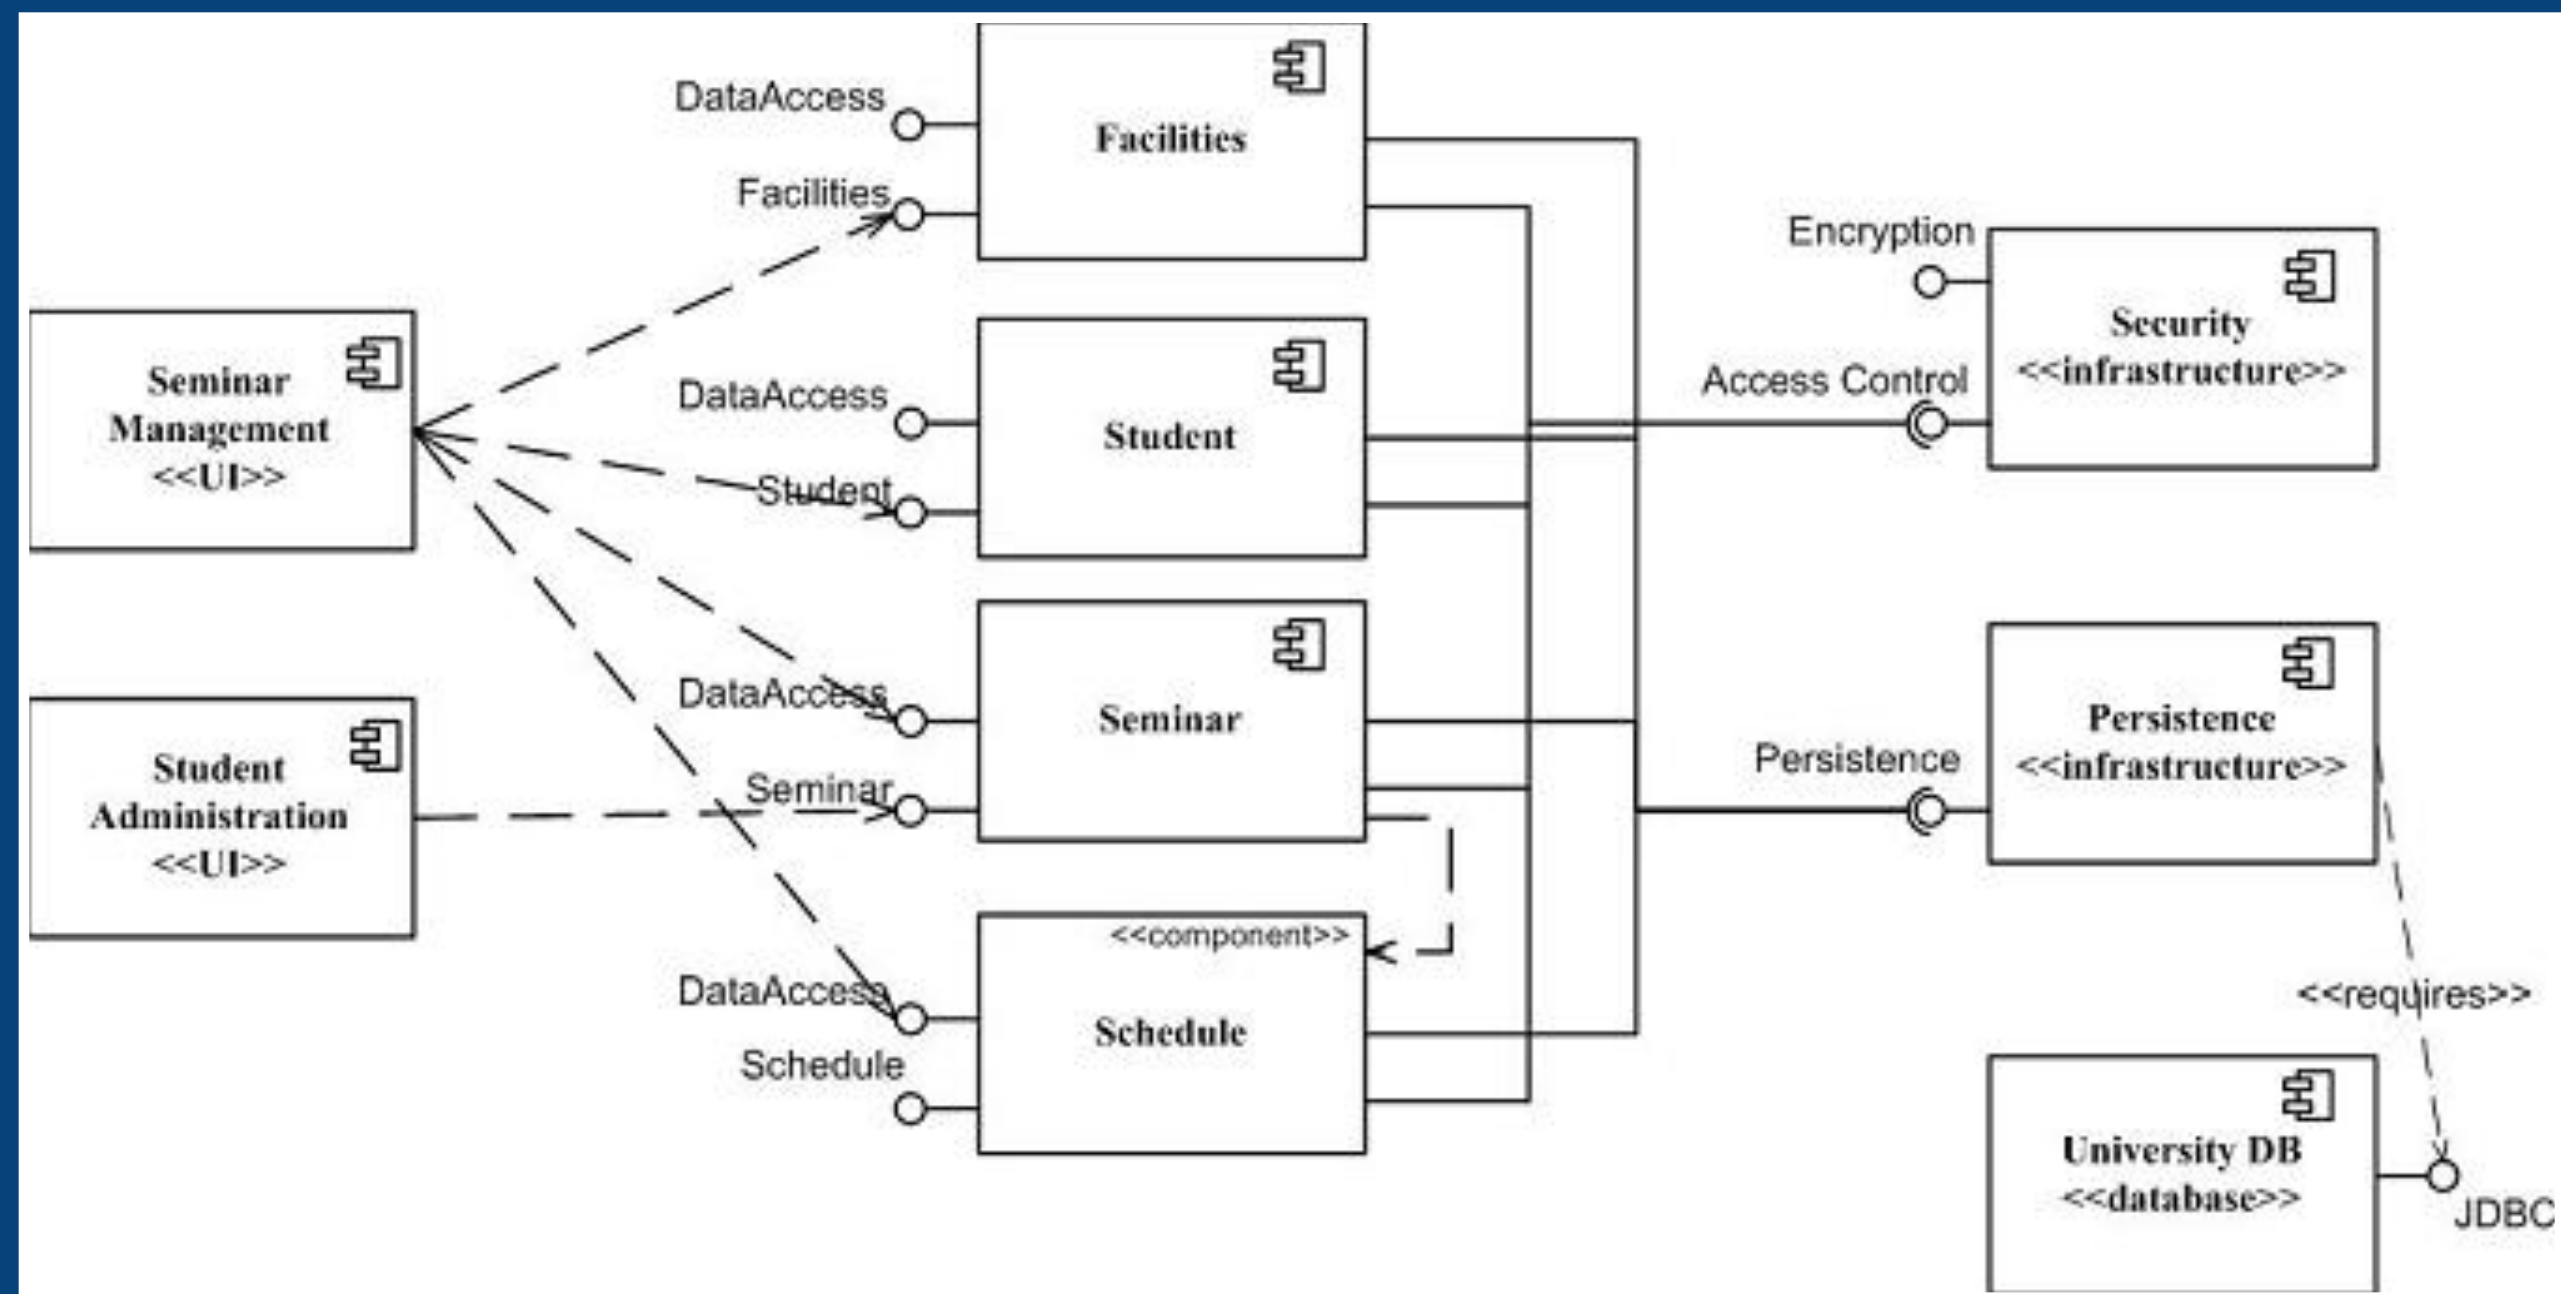 DataAccess
Facilities
Facilities
Seminar
Management
<<UI>>
DataAccess
Student
Student
Student
Administration
<<UI>>
DataAccess
Seminar
Seminar
<<component>>
DataAccess
Schedule
Schedule
Encryption
Security
<<infrastructure>>
Access Control
Persistence
Persistence
<<infrastructure>>
<<requires>>
University DB
<<database>>
JDBC